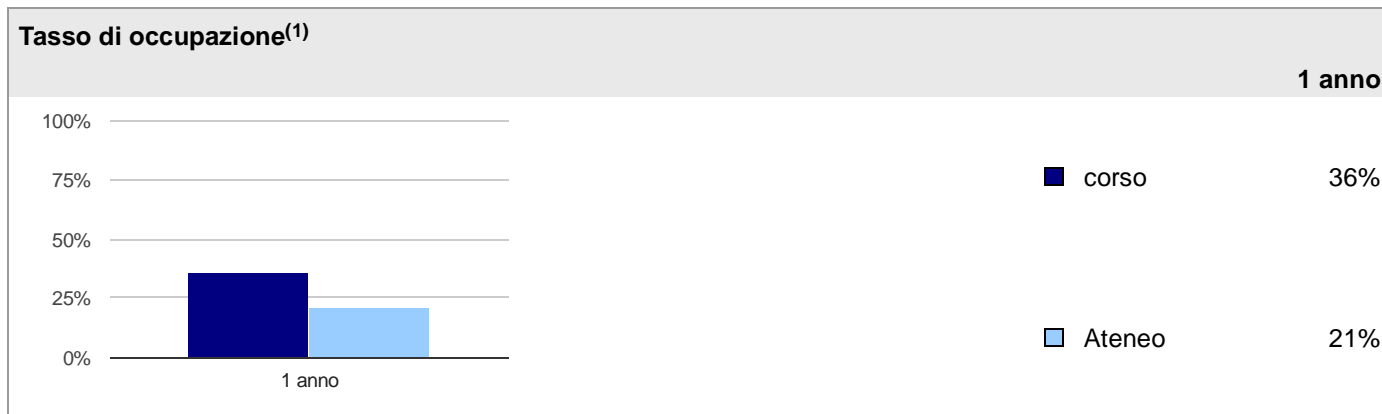 Tasso di occupazione(1)
1 anno
100%
75%
50%
25%
0%
1 anno
corso 36%
Ateneo 21%